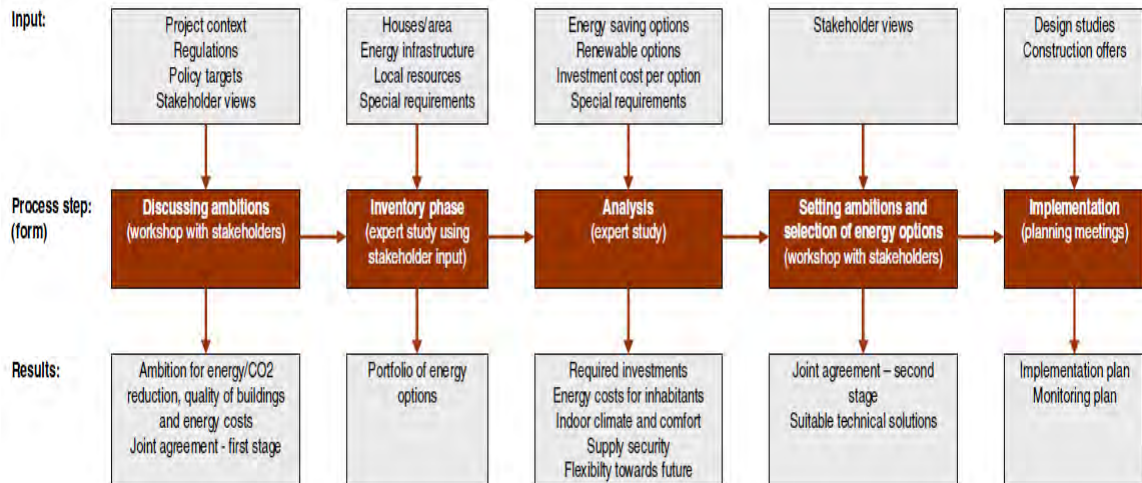 Input:
Project context
Regulations
Policy targets
Stakeholder views
Houses/area
Energy infrastructure
Local resources
Special requirements
Energy saving options
Renewable options
Investment cost per option
Special requirements
Stakeholder views
Design studies
Construction offers
Process step:
(form)
Discussing ambitions
(workshop with stakeholders)
Inventory phase
(expert study using
stakeholder input)
Analysis
(expert study)
Setting ambitions and
selection of energy options
(workshop with stakeholders)
Implementation
(planning meetings)
Results:
Ambition for energy/CO2
reduction, quality of buildings
and energy costs
Joint agreement - first stage
Portfolio of energy
options
Required investments
Energy costs for inhabitants
Indoor climate and comfort
Supply security
Flexibilty towards future
Joint agreement – second
stage
Suitable technical solutions
Implementation plan
Monitoring plan